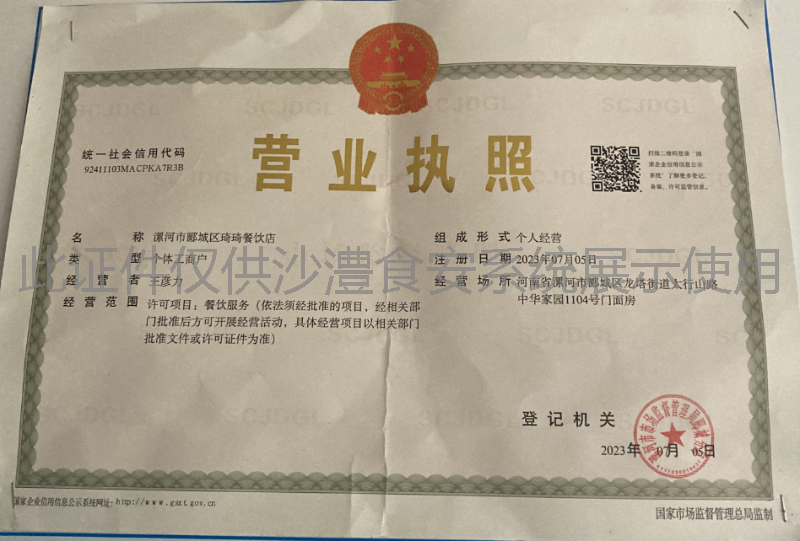 营业执照
统一社会信用代码
92411103MACPKA7R3B
扫描二维码登录“国
家企业信用信息公示
系统”了解更多登记、
备案、许可监管信息。
名称 漯河市郾城区琦琦餐饮店
类型 个体工商户
经营者 王彦力
经营范围 许可项目：餐饮服务（依法须经批准的项目，经相关部
门批准后方可开展经营活动，具体经营项目以相关部门
批准文件或许可证件为准）
组成形式 个人经营
注册日期 2023年07月05日
经营场所 河南省漯河市郾城区龙塔街道太行山路
中华家园1104号门面房
此证件仅供沙澧食安系统展示使用
登记机关
2023年 07月 05日
国家企业信用信息公示系统网址：http://www.gsxt.gov.cn
国家市场监督管理总局监制
SCJDGL